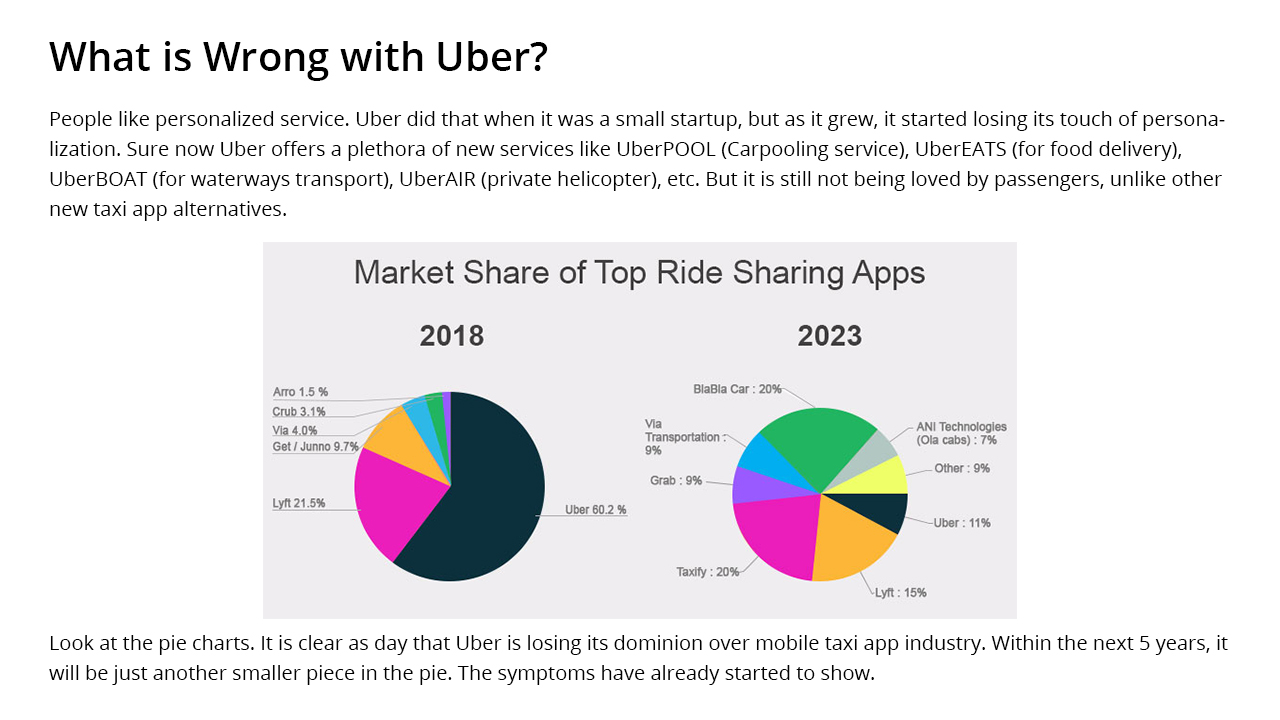 What is Wrong with Uber?
People like personalized service. Uber did that when it was a small startup, but as it grew, it started losing its touch of persona-
lization. Sure now Uber offers a plethora of new services like UberPOOL (Carpooling service), UberEATS (for food delivery),
UberBOAT (for waterways transport), UberAIR (private helicopter), etc. But it is still not being loved by passengers, unlike other
new taxi app alternatives.
Market Share of Top Ride Sharing Apps
2018
Arro 1.5 %
Crub 3.1%
Via 4.0%
Get / Junno 9.7%
Lyft 21.5%
Uber 60.2 %
2023
BlaBla Car : 20%
Via
Transportation :
9%
Grab : 9%
Taxify : 20%
ANI Technologies
(Ola cabs) : 7%
Other : 9%
Uber : 11%
Lyft : 15%
Look at the pie charts. It is clear as day that Uber is losing its dominion over mobile taxi app industry. Within the next 5 years, it
will be just another smaller piece in the pie. The symptoms have already started to show.